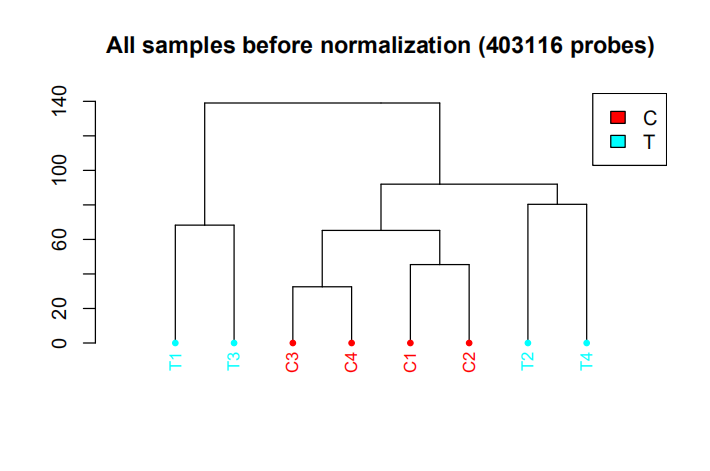 All samples before normalization (403116 probes)
140
100
60
20
0
C
T
T1
T3
C3
C4
C1
C2
T2
T4